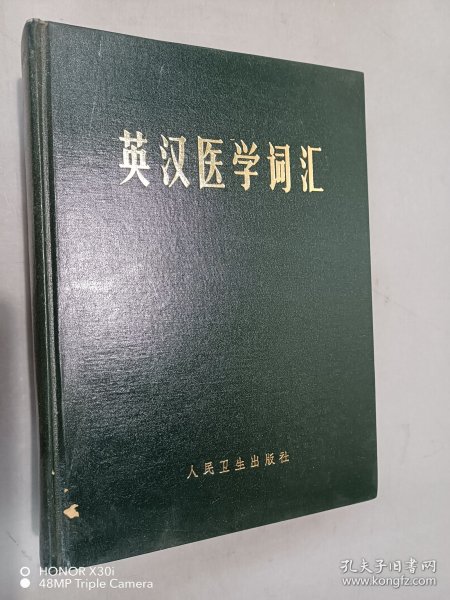 英汉医学词汇
人民卫生出版社
HONOR X30i
48MP Triple Camera
孔夫子旧书网
www.kongfz.com